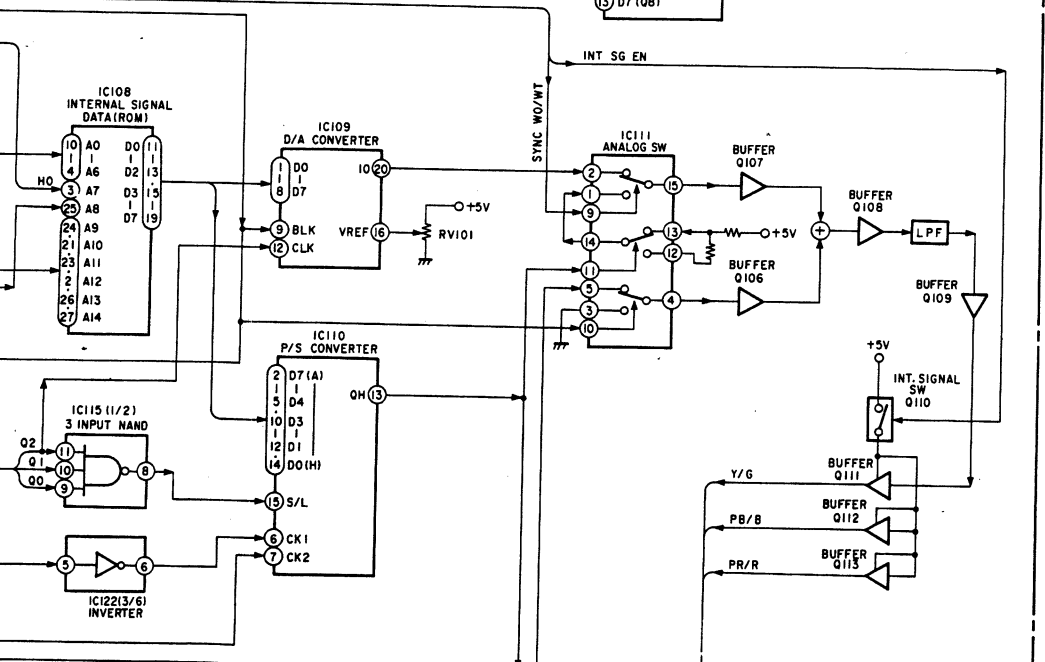 13 D7 (Q8)
INT SG EN
SYNC WO/WT
IC108
INTERNAL SIGNAL
DATA(ROM)
10 A0 D0 11
4 A6 D2 13
H0 3 A7 D3 15
25 A8 D7 19
24 A9
21 A10
23 A11
2 A12
26 A13
27 A14
IC109
D/A CONVERTER
1 D0
8 D7
IO 20
9 BLK
12 CLK
VREF 16
+5V
RV101
IC111
ANALOG SW
2
1
9
14
11
5
3
10
15
13
12
4
+5V
BUFFER
Q107
BUFFER
Q106
+
BUFFER
Q108
LPF
BUFFER
Q109
+5V
INT. SIGNAL
SW
Q110
BUFFER
Q111
Y/G
BUFFER
Q112
PB/B
BUFFER
Q113
PR/R
IC110
P/S CONVERTER
2 D7(A)
5 D4
10 D3
12 D1
14 D0(H)
QH 13
15 S/L
6 CK1
7 CK2
IC115(1/2)
3 INPUT NAND
Q2 11
Q1 10
Q0 9
8
5
6
IC122(3/6)
INVERTER